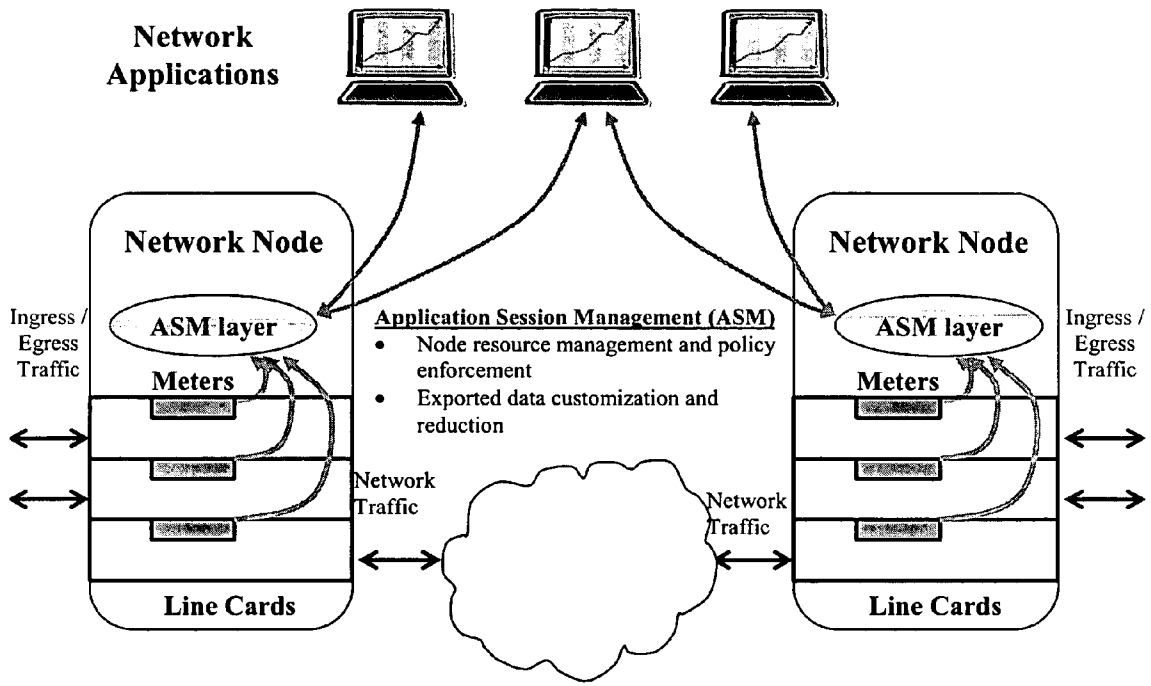 Network
Applications
Network Node
Network Node
Ingress /
Egress
Traffic
ASM layer
Application Session Management (ASM)
• Node resource management and policy
enforcement
• Exported data customization and
reduction
ASM layer
Ingress /
Egress
Traffic
Meters
Meters
Network
Traffic
Network
Traffic
Line Cards
Line Cards